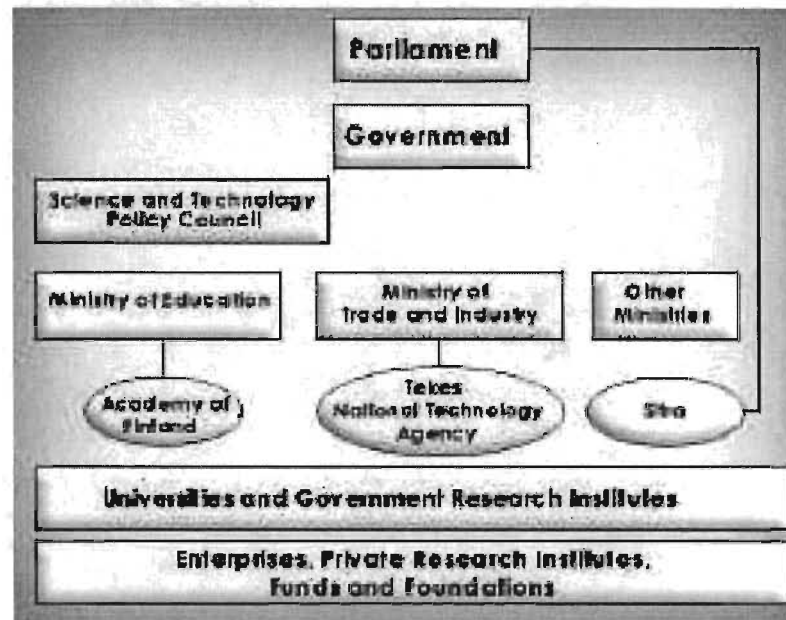 Parliament
Government
Science and Technology
Policy Council
Ministry of Education
Ministry of
Trade and Industry
Other
Ministries
Academy of
Finland
Tekes
National Technology
Agency
Universities and Government Research Institutes
Enterprises, Private Research Institutes,
Funds and Foundations